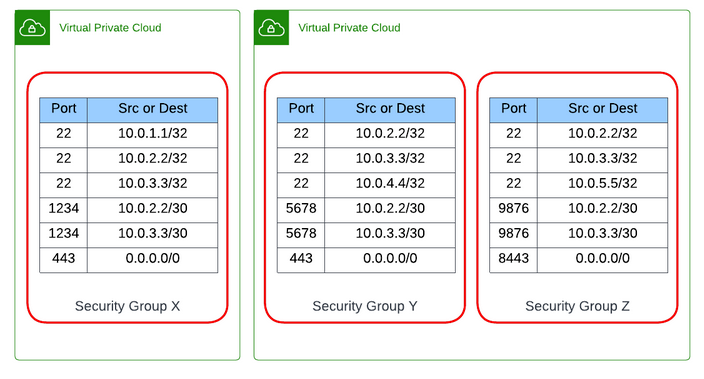 Virtual Private Cloud
Port Src or Dest
22 10.0.1.1/32
22 10.0.2.2/32
22 10.0.3.3/32
1234 10.0.2.2/30
1234 10.0.3.3/30
443 0.0.0.0/0
Security Group X
Virtual Private Cloud
Port Src or Dest
22 10.0.2.2/32
22 10.0.3.3/32
22 10.0.4.4/32
5678 10.0.2.2/30
5678 10.0.3.3/30
443 0.0.0.0/0
Security Group Y
Port Src or Dest
22 10.0.2.2/32
22 10.0.3.3/32
22 10.0.5.5/32
9876 10.0.2.2/30
9876 10.0.3.3/30
8443 0.0.0.0/0
Security Group Z